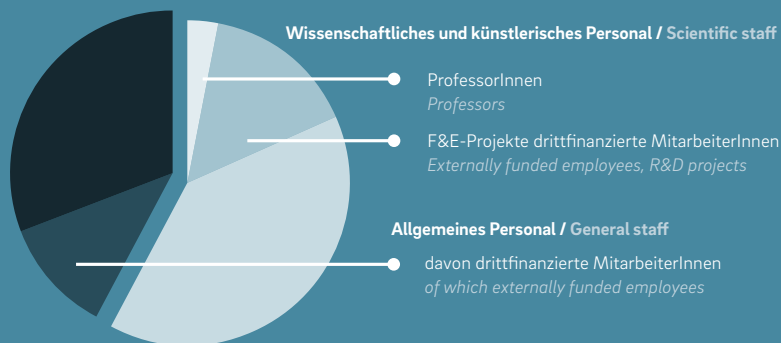 Wissenschaftliches und künstlerisches Personal / Scientific staff
ProfessorInnen
Professors
F&E-Projekte drittfinanzierte MitarbeiterInnen
Externally funded employees, R&D projects
Allgemeines Personal / General staff
davon drittfinanzierte MitarbeiterInnen
of which externally funded employees